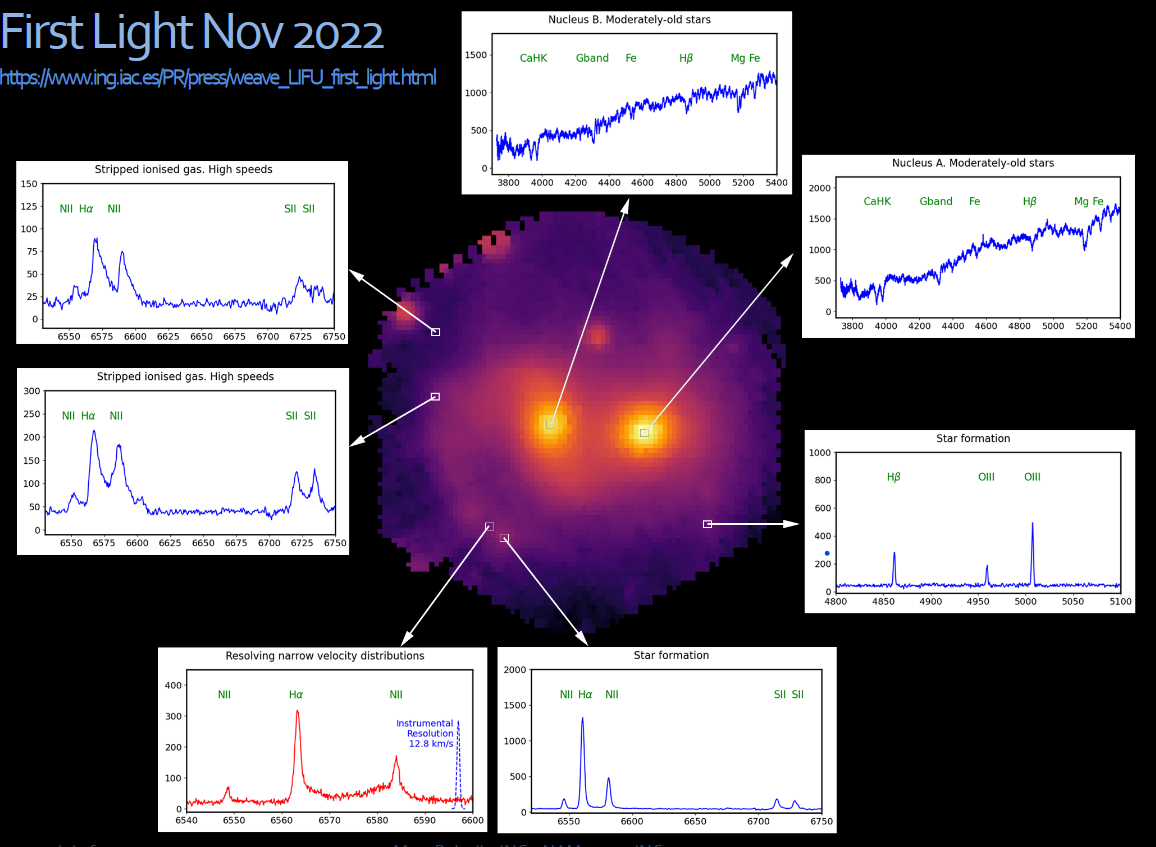 First Light Nov 2022
https://www.ing.iac.es/PR/press/weave_LIFU_first_light.html
Nucleus B. Moderately-old stars
CaHK Gband Fe Hβ Mg Fe
1500
1000
500
0
3800 4000 4200 4400 4600 4800 5000 5200 5400
Nucleus A. Moderately-old stars
CaHK Gband Fe Hβ Mg Fe
2000
1500
1000
500
0
3800 4000 4200 4400 4600 4800 5000 5200 5400
Stripped ionised gas. High speeds
NII Hα NII SII SII
150
125
100
75
50
25
0
6550 6575 6600 6625 6650 6675 6700 6725 6750
Stripped ionised gas. High speeds
NII Hα NII SII SII
300
250
200
150
100
50
0
6550 6575 6600 6625 6650 6675 6700 6725 6750
Star formation
Hβ OIII OIII
1000
800
600
400
200
0
4800 4850 4900 4950 5000 5050 5100
Resolving narrow velocity distributions
NII Hα NII
400
300
200
100
0
Instrumental
Resolution
12.8 km/s
6540 6550 6560 6570 6580 6590 6600
Star formation
NII Hα NII SII SII
2000
1500
1000
500
0
6550 6600 6650 6700 6750